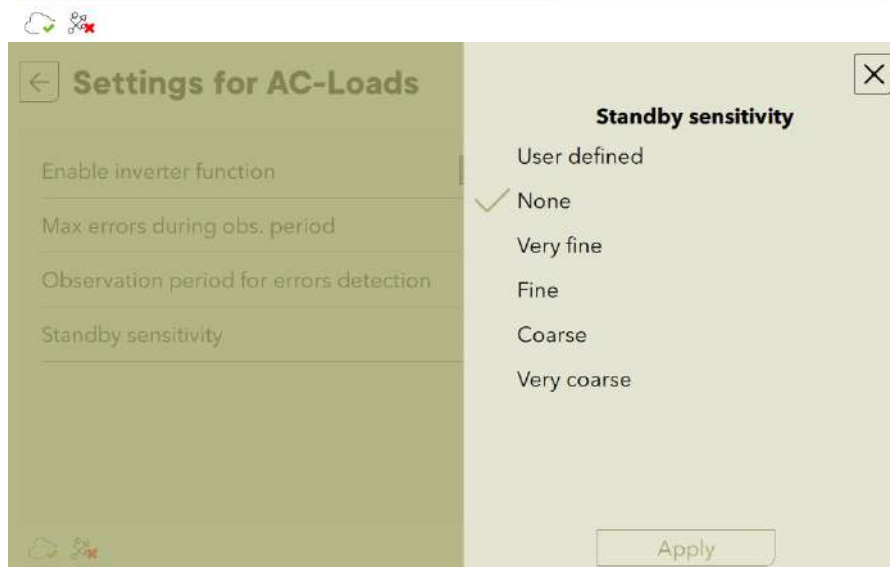 Settings for AC-Loads
Enable inverter function
Max errors during obs. period
Observation period for errors detection
Standby sensitivity
Standby sensitivity
User defined
None
Very fine
Fine
Coarse
Very coarse
Apply